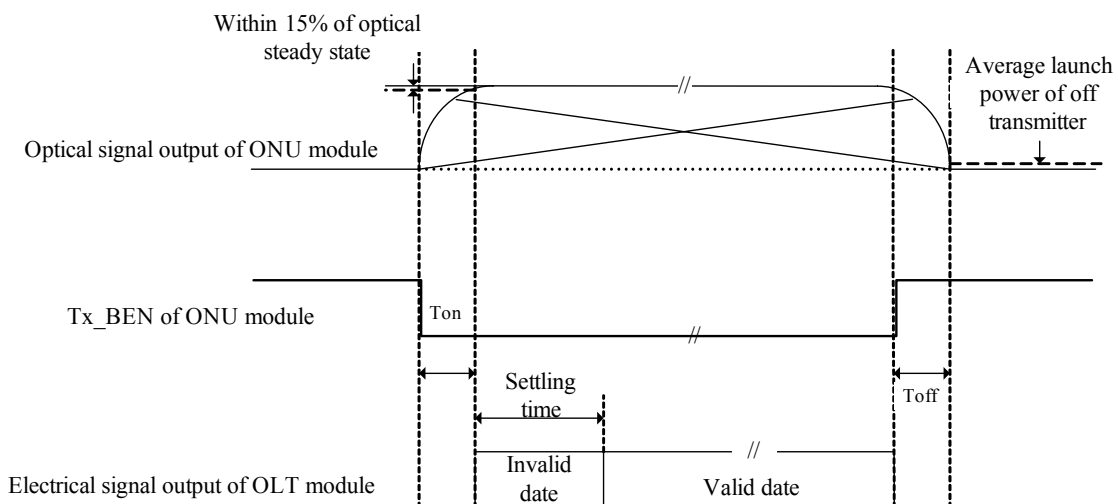 Within 15% of optical
steady state
Average launch
power of off
transmitter
Optical signal output of ONU module
Ton
Tx_BEN of ONU module
Settling
time
Toff
Invalid
date
Valid date
Electrical signal output of OLT module